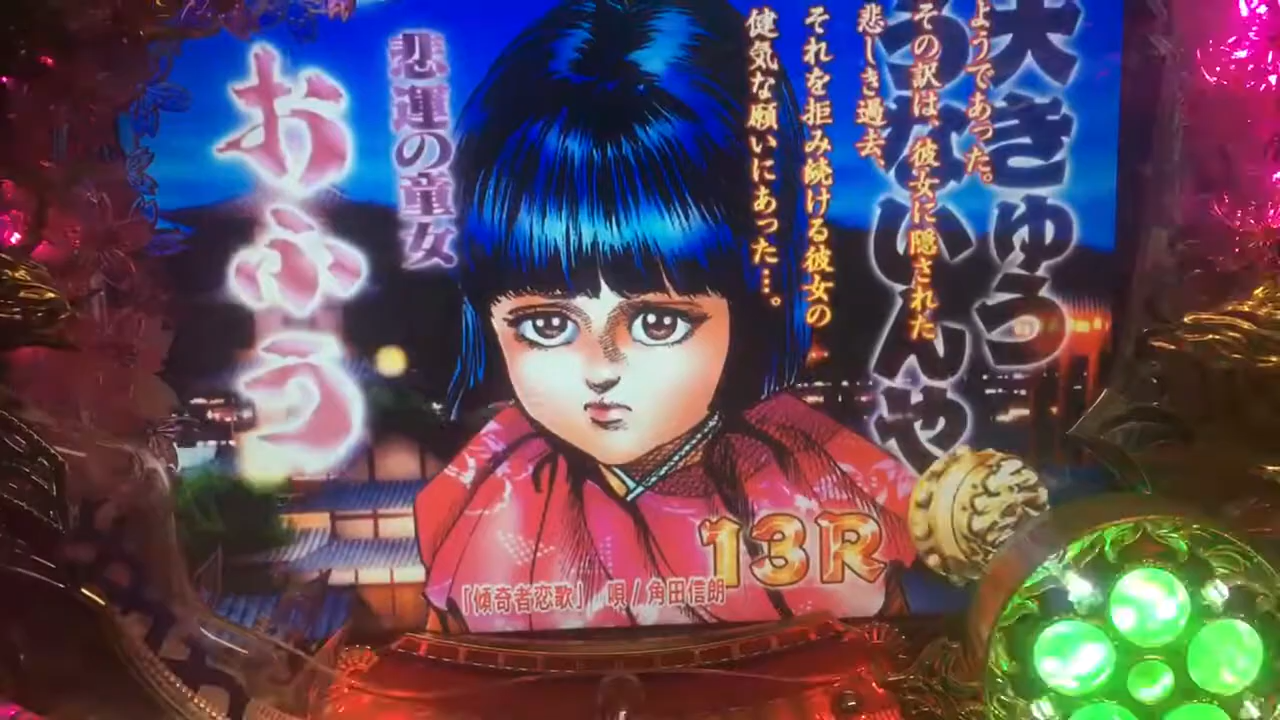 大きゅう
ならないんや
ようであった。
その訳は、彼女に隠された
悲しき過去、
それを拒み続ける彼女の
健気な願いにあった…。
悲運の童女
おふう
13R
「傾奇者恋歌」 唄/角田信朗